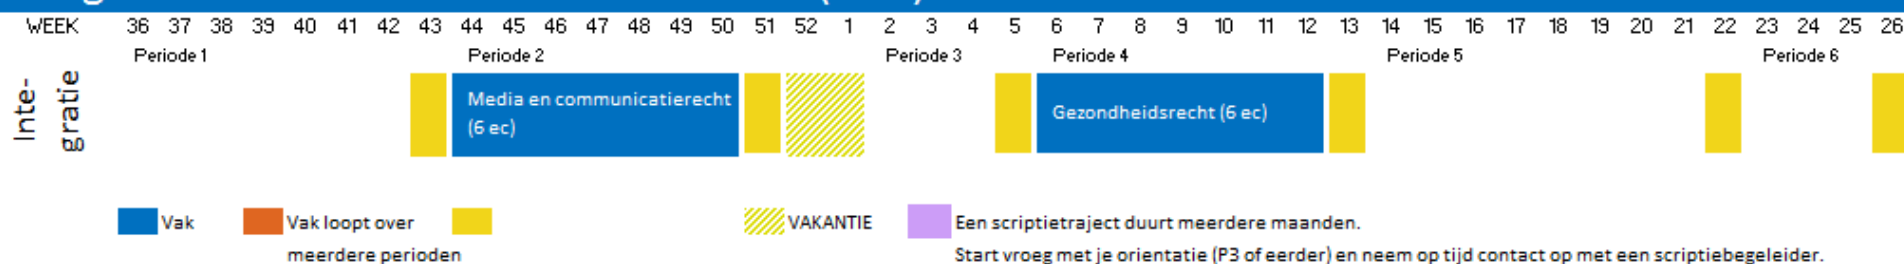 WEEK 36 37 38 39 40 41 42 43 44 45 46 47 48 49 50 51 52 1 2 3 4 5 6 7 8 9 10 11 12 13 14 15 16 17 18 19 20 21 22 23 24 25 26
Periode 1 Periode 2 Periode 3 Periode 4 Periode 5 Periode 6
Inte-
gratie
Media en communicatierecht
(6 ec)
Gezondheidsrecht (6 ec)
Vak
Vak loopt over
meerdere perioden
VAKANTIE
Een scriptietraject duurt meerdere maanden.
Start vroeg met je orientatie (P3 of eerder) en neem op tijd contact op met een scriptiebegeleider.